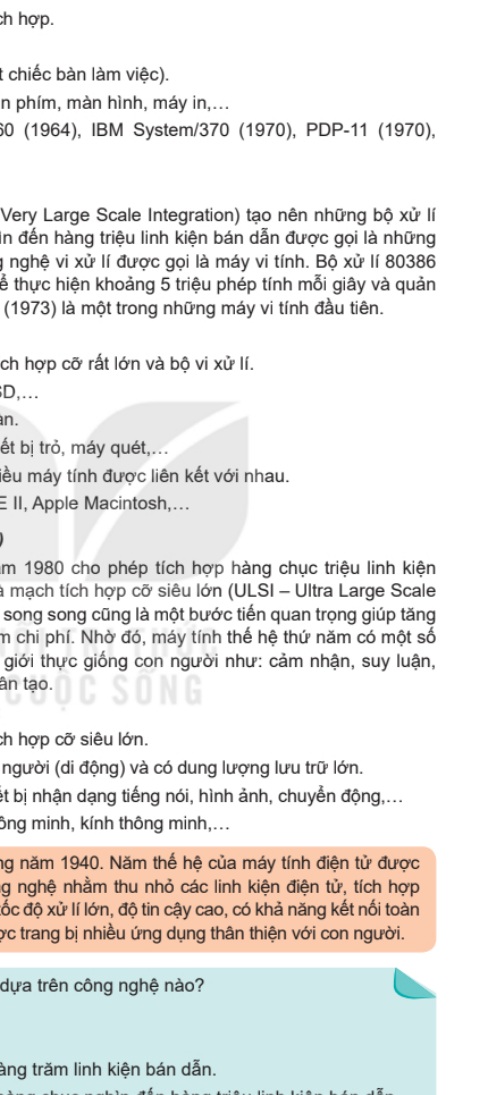 ch hợp.
t chiếc bàn làm việc).
n phím, màn hình, máy in,...
60 (1964), IBM System/370 (1970), PDP-11 (1970),
Very Large Scale Integration) tạo nên những bộ xử lí
ìn đến hàng triệu linh kiện bán dẫn được gọi là những
g nghệ vi xử lí được gọi là máy vi tính. Bộ xử lí 80386
ể thực hiện khoảng 5 triệu phép tính mỗi giây và quản
(1973) là một trong những máy vi tính đầu tiên.
ch hợp cỡ rất lớn và bộ vi xử lí.
SD,...
àn.
ết bị trỏ, máy quét,...
iều máy tính được liên kết với nhau.
E II, Apple Macintosh,...
)
ăm 1980 cho phép tích hợp hàng chục triệu linh kiện
à mạch tích hợp cỡ siêu lớn (ULSI – Ultra Large Scale
song song cũng là một bước tiến quan trọng giúp tăng
m chi phí. Nhờ đó, máy tính thế hệ thứ năm có một số
giới thực giống con người như: cảm nhận, suy luận,
ân tạo.
CUỘC SỐNG
ch hợp cỡ siêu lớn.
người (di động) và có dung lượng lưu trữ lớn.
ết bị nhận dạng tiếng nói, hình ảnh, chuyển động,...
ông minh, kính thông minh,...
ng năm 1940. Năm thế hệ của máy tính điện tử được
g nghệ nhằm thu nhỏ các linh kiện điện tử, tích hợp
tốc độ xử lí lớn, độ tin cậy cao, có khả năng kết nối toàn
ợc trang bị nhiều ứng dụng thân thiện với con người.
dựa trên công nghệ nào?
àng trăm linh kiện bán dẫn.